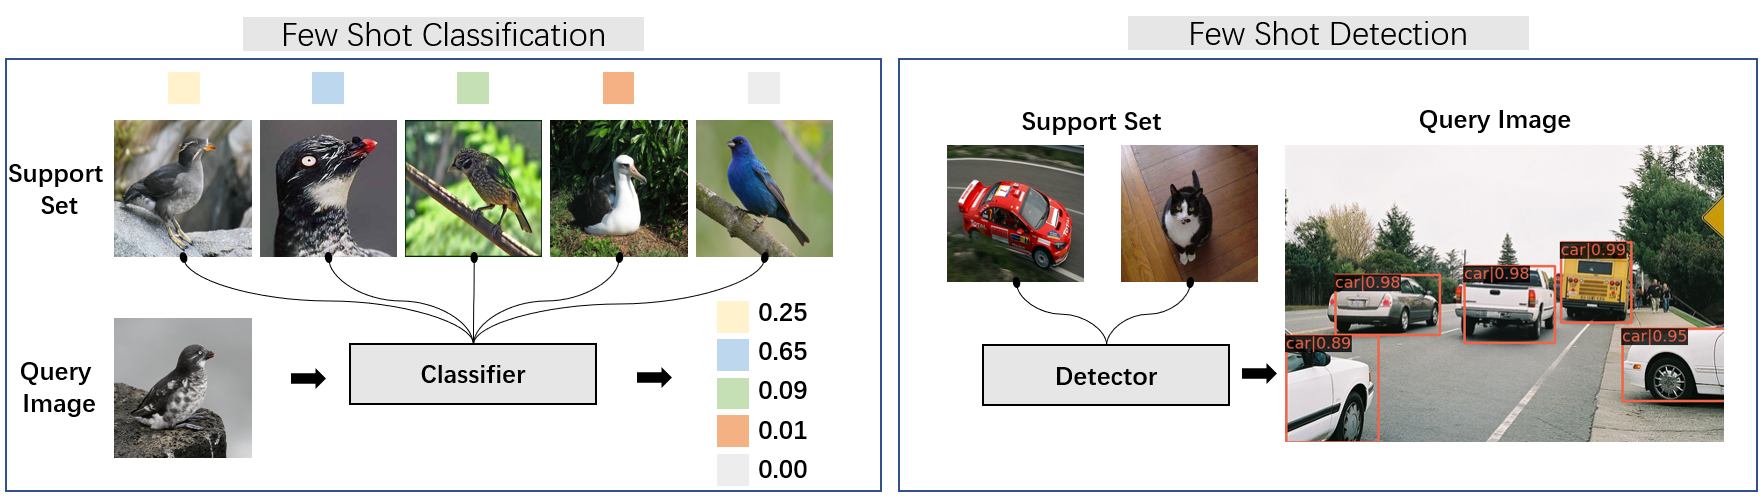 Few Shot Classification
Support
Set
Query
Image
Classifier
0.25
0.65
0.09
0.01
0.00
Few Shot Detection
Support Set
Query Image
Detector
car|0.98
car|0.98
car|0.99
car|0.89
car|0.95